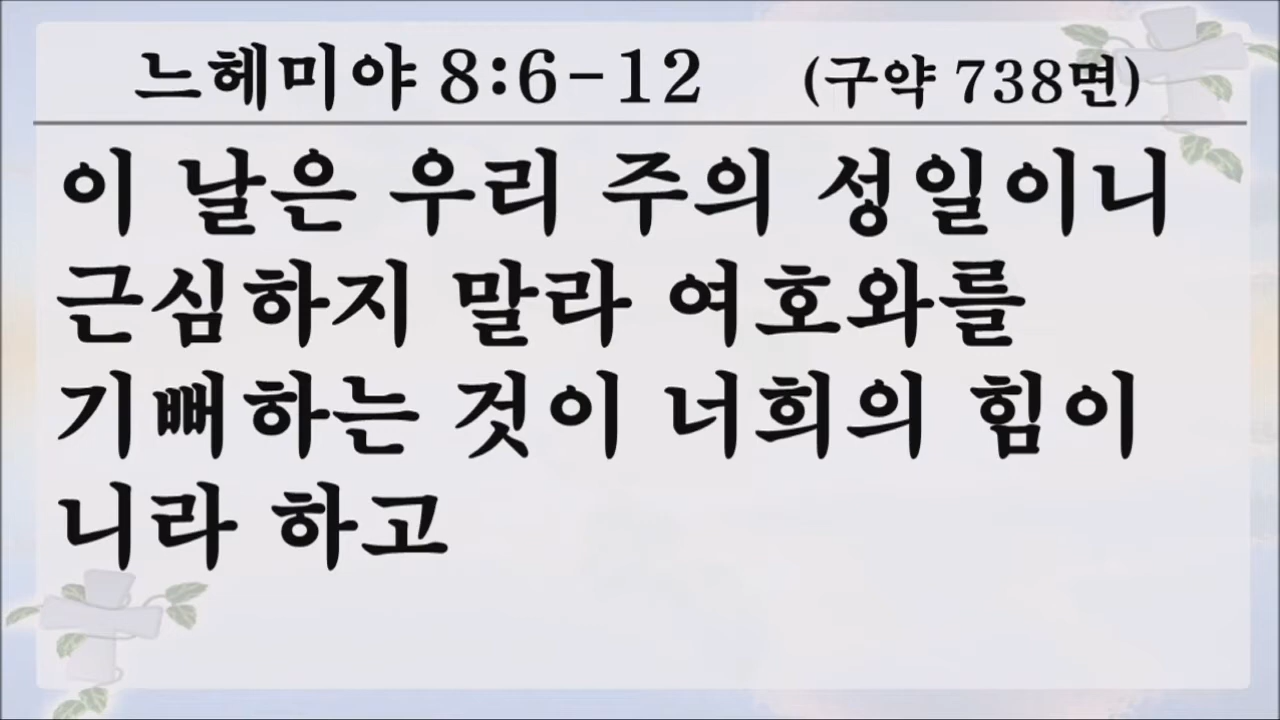 느헤미야 8:6-12 (구약 738면)
이 날은 우리 주의 성일이니
근심하지 말라 여호와를
기뻐하는 것이 너희의 힘이
니라 하고